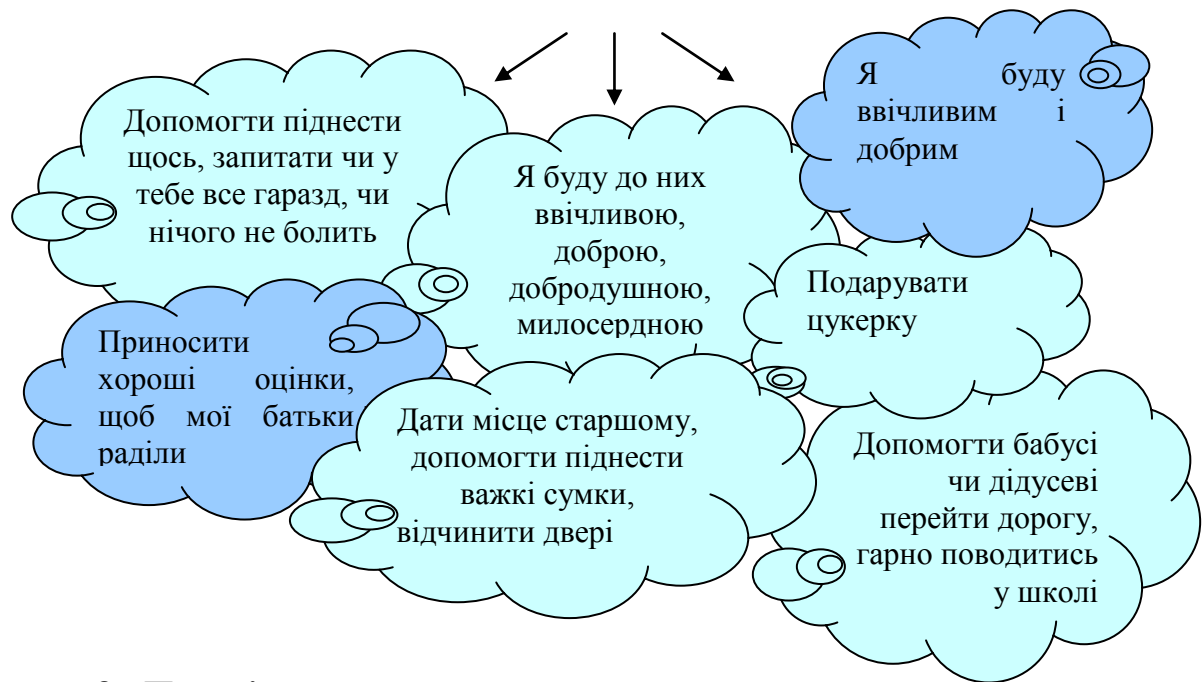 Допомогти піднести
щось, запитати чи у
тебе все гаразд, чи
нічого не болить
Я буду до них
ввічливою,
доброю,
добродушною,
милосердною
Я буду
ввічливим і
добрим
Подарувати
цукерку
Приносити
хороші оцінки,
щоб мої батьки
раділи
Дати місце старшому,
допомогти піднести
важкі сумки,
відчинити двері
Допомогти бабусі
чи дідусеві
перейти дорогу,
гарно поводитись
у школі